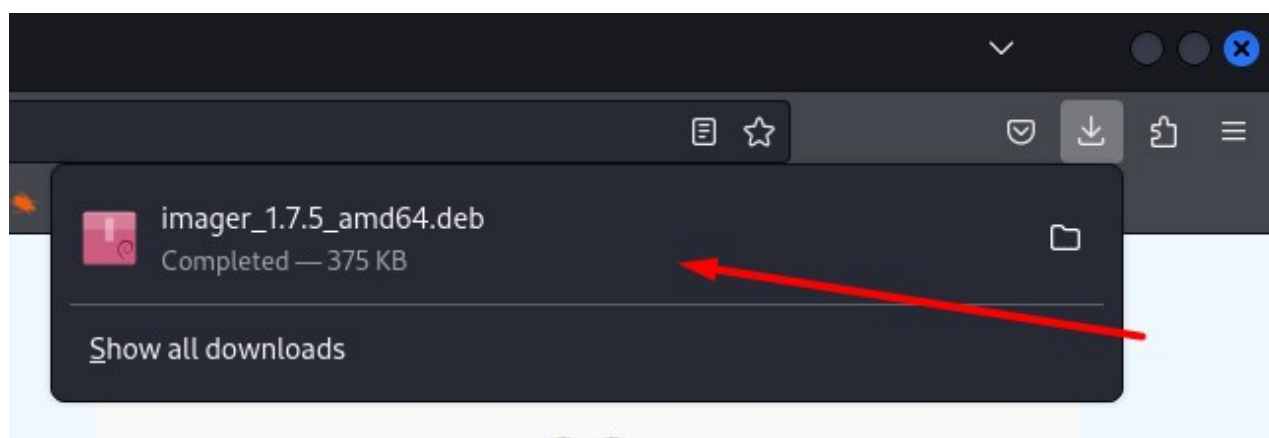 imager_1.7.5_amd64.deb
Completed — 375 KB
Show all downloads